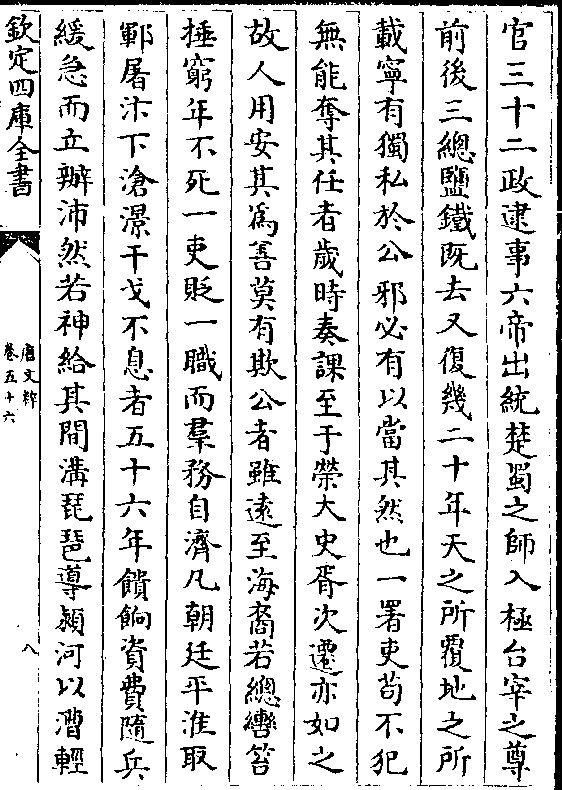 官三十二政逮事六帝出統楚蜀之師入極台宰之尊
前後三總鹽鐵既去又復幾二十年天之所覆地之所
載寧有獨私於公邪必有以當其然也一署吏苟不犯
無能奪其任者歲時奏課至于榮大史胥次遷亦如之
故人用安其為善莫有欺公者雖遠至海裔若總轡笞
捶窮年不死一吏貶一職而羣務自濟凡朝廷平淮取
鄆屠汴下滄景干戈不息者五十六年饋餉資費隨兵
緩急而立辦沛然若神給其間溝琵琶導潁河以漕輕
欽定四庫全書
唐文粹
卷五十六
八